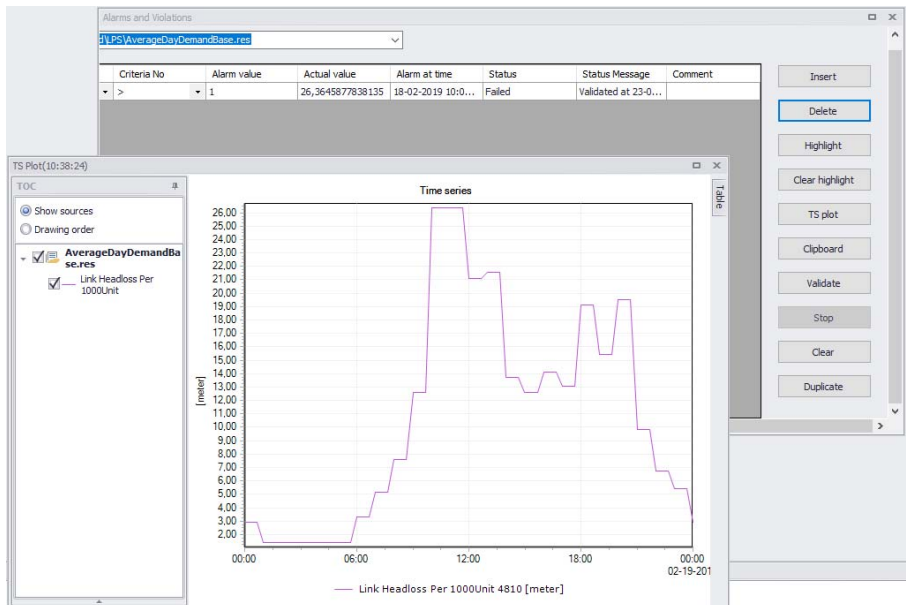 Alarms and Violations
d\LPS\AverageDayDemandBase.res
Criteria No Alarm value Actual value Alarm at time Status Status Message Comment
> 1 26,3645877838135 18-02-2019 10:0... Failed Validated at 23-0...
Insert
Delete
Highlight
Clear highlight
TS plot
Clipboard
Validate
Stop
Clear
Duplicate
TS Plot(10:38:24)
TOC
Show sources
Drawing order
AverageDayDemandBa
se.res
Link Headloss Per
1000Unit
Table
Time series
[meter]
26,00
25,00
24,00
23,00
22,00
21,00
20,00
19,00
18,00
17,00
16,00
15,00
14,00
13,00
12,00
11,00
10,00
9,00
8,00
7,00
6,00
5,00
4,00
3,00
2,00
00:00 06:00 12:00 18:00 00:00
02-19-201
Link Headloss Per 1000Unit 4810 [meter]